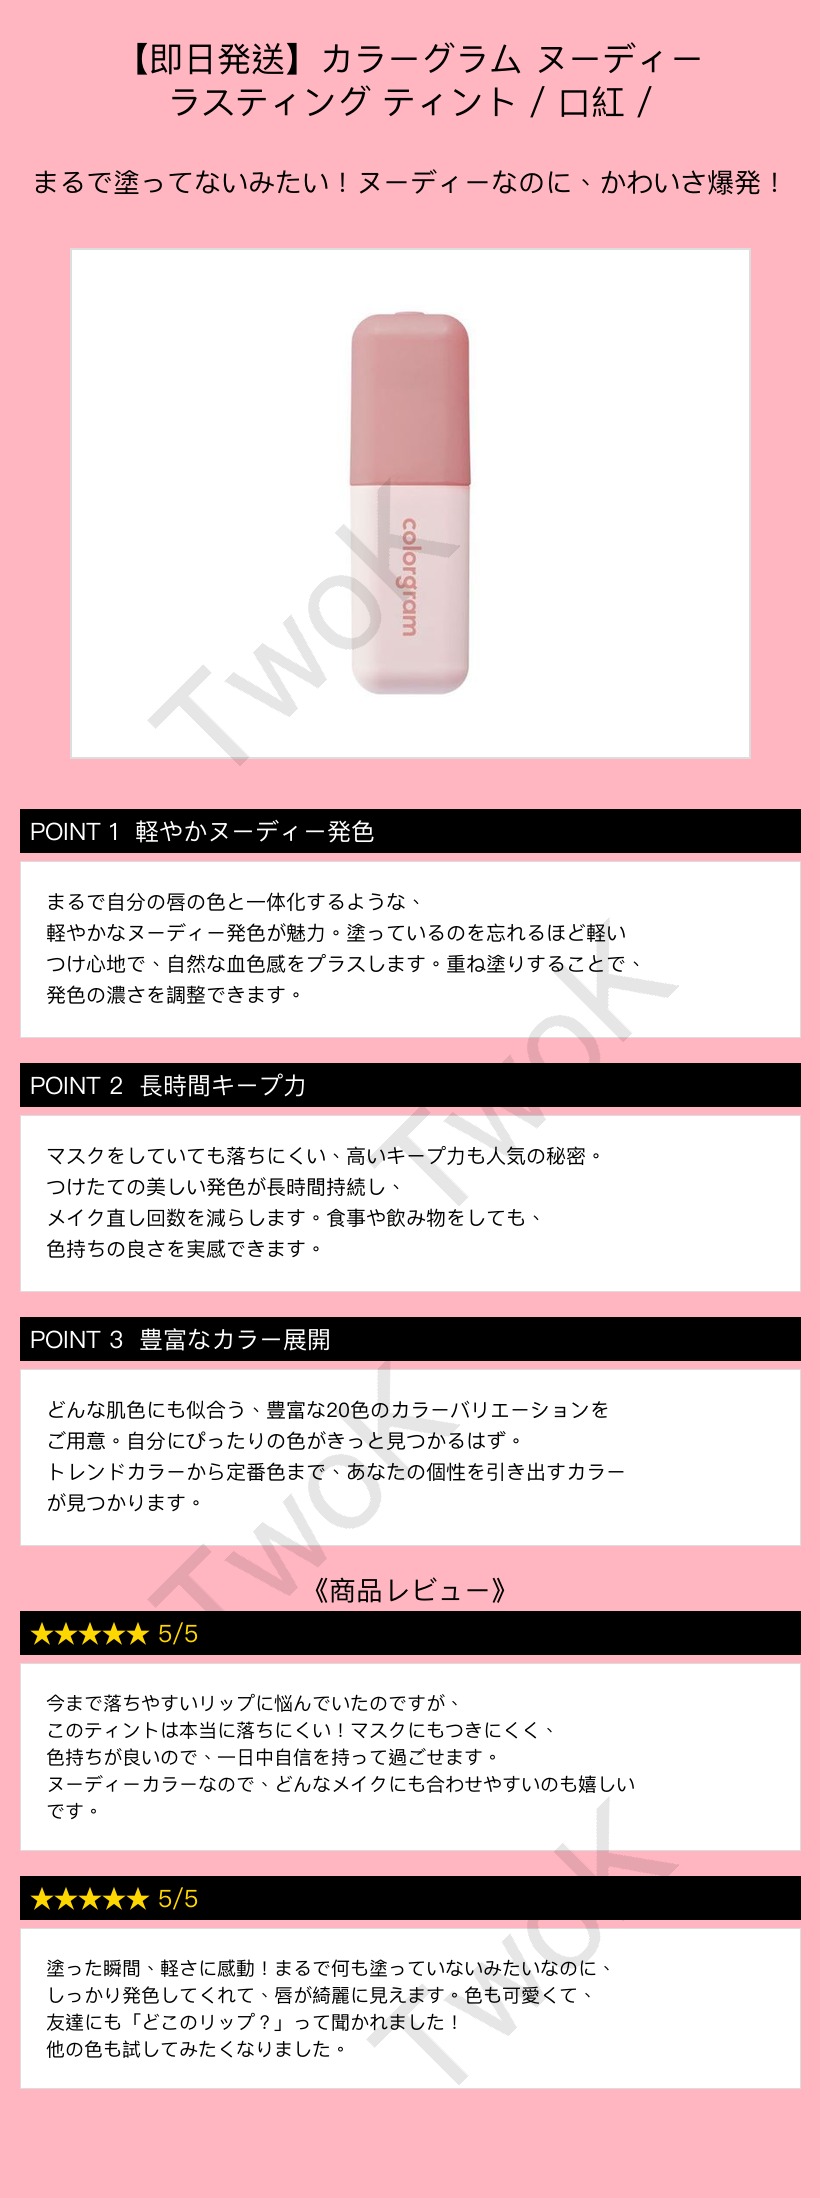 【即日発送】カラーグラム ヌーディー
ラスティング ティント / 口紅 /
まるで塗ってないみたい！ヌーディーなのに、かわいさ爆発！
colorgram
TwoK
POINT 1 軽やかヌーディー発色
まるで自分の唇の色と一体化するような、
軽やかなヌーディー発色が魅力。塗っているのを忘れるほど軽い
つけ心地で、自然な血色感をプラスします。重ね塗りすることで、
発色の濃さを調整できます。
TwoK
POINT 2 長時間キープ力
マスクをしていても落ちにくい、高いキープ力も人気の秘密。
つけたての美しい発色が長時間持続し、
メイク直し回数を減らします。食事や飲み物をしても、
色持ちの良さを実感できます。
POINT 3 豊富なカラー展開
どんな肌色にも似合う、豊富な20色のカラーバリエーションを
ご用意。自分にぴったりの色がきっと見つかるはず。
トレンドカラーから定番色まで、あなたの個性を引き出すカラー
が見つかります。
TwoK
《商品レビュー》
★★★★★ 5/5
今まで落ちやすいリップに悩んでいたのですが、
このティントは本当に落ちにくい！マスクにもつきにくく、
色持ちが良いので、一日中自信を持って過ごせます。
ヌーディーカラーなので、どんなメイクにも合わせやすいのも嬉しい
です。
★★★★★ 5/5
塗った瞬間、軽さに感動！まるで何も塗っていないみたいなのに、
しっかり発色してくれて、唇が綺麗に見えます。色も可愛くて、
友達にも「どこのリップ？」って聞かれました！
他の色も試してみたくなりました。
TwoK